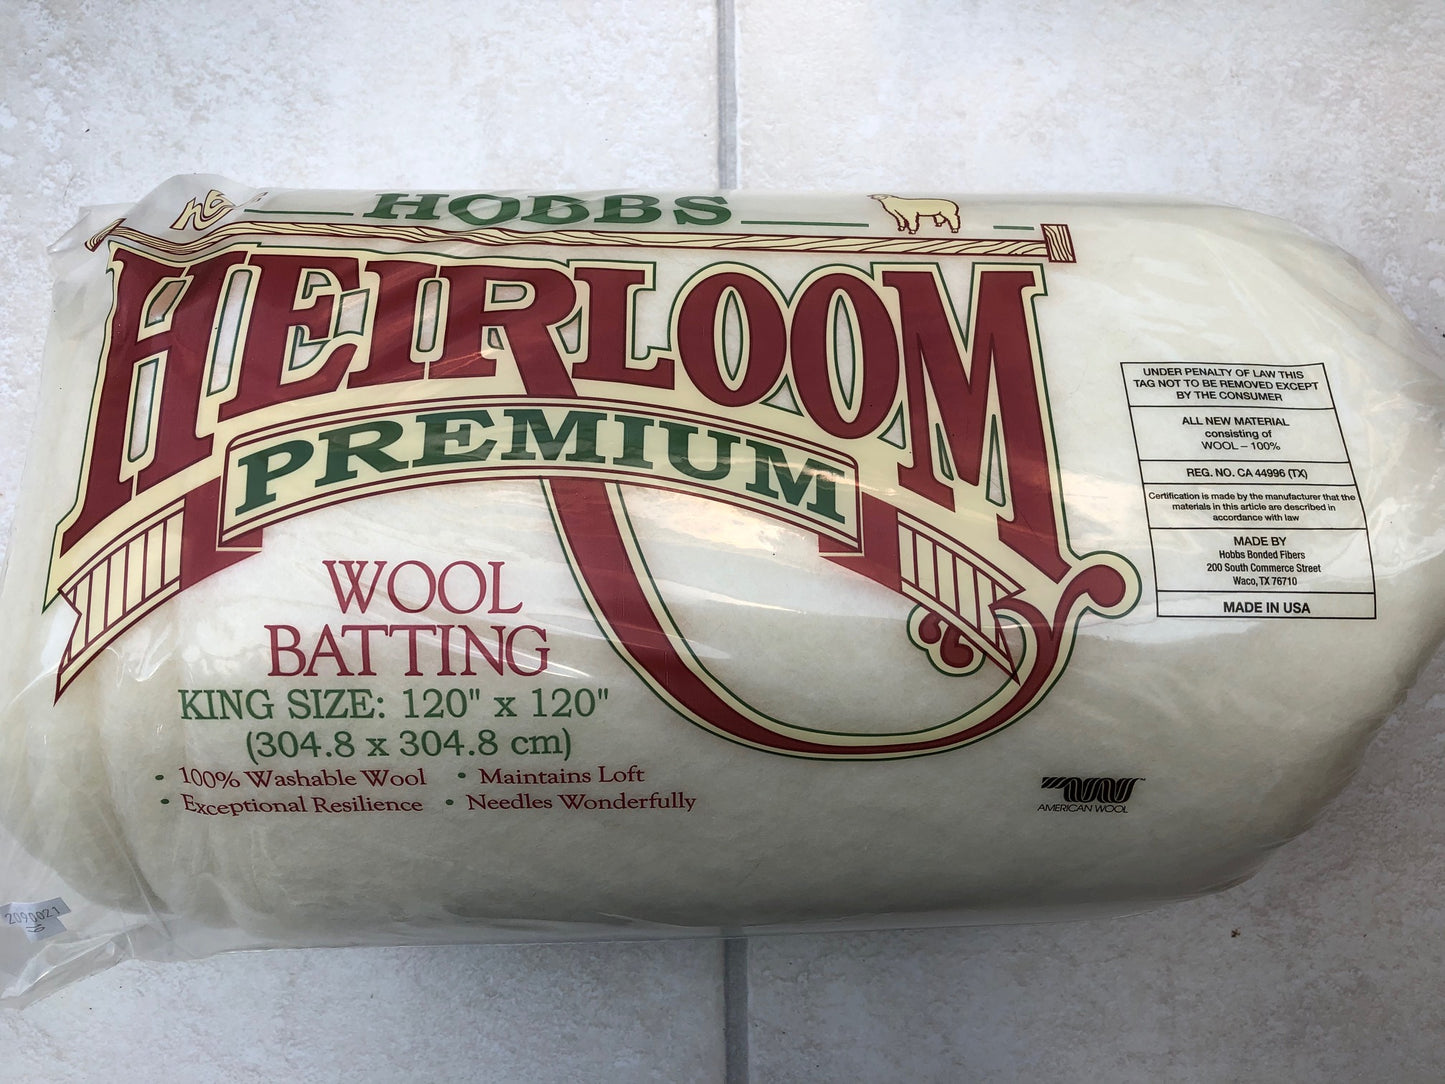 HOBBS
HEIRLOOM
PREMIUM
WOOL
BATTING
KING SIZE: 120" x 120"
(304.8 x 304.8 cm)
• 100% Washable Wool • Maintains Loft
• Exceptional Resilience • Needles Wonderfully
UNDER PENALTY OF LAW THIS
TAG NOT TO BE REMOVED EXCEPT
BY THE CONSUMER
ALL NEW MATERIAL
consisting of
WOOL – 100%
REG. NO. CA 44996 (TX)
Certification is made by the manufacturer that the
materials in this article are described in
accordance with law
MADE BY
Hobbs Bonded Fibers
200 South Commerce Street
Waco, TX 76710
MADE IN USA
AMERICAN WOOL
2090021